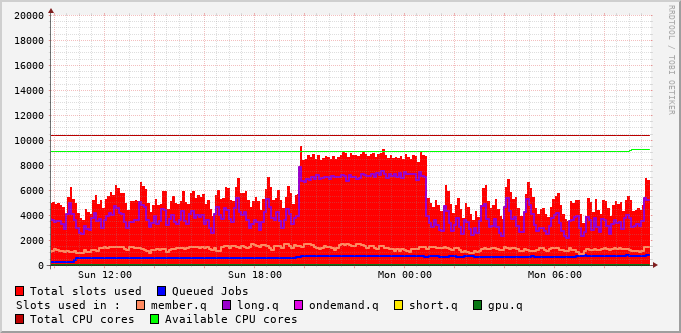 20000
18000
16000
14000
12000
10000
8000
6000
4000
2000
0
Sun 12:00 Sun 18:00 Mon 00:00 Mon 06:00
RRDTOOL / TOBI OETIKER
Total slots used Queued Jobs
Slots used in : member.q long.q ondemand.q short.q gpu.q
Total CPU cores Available CPU cores